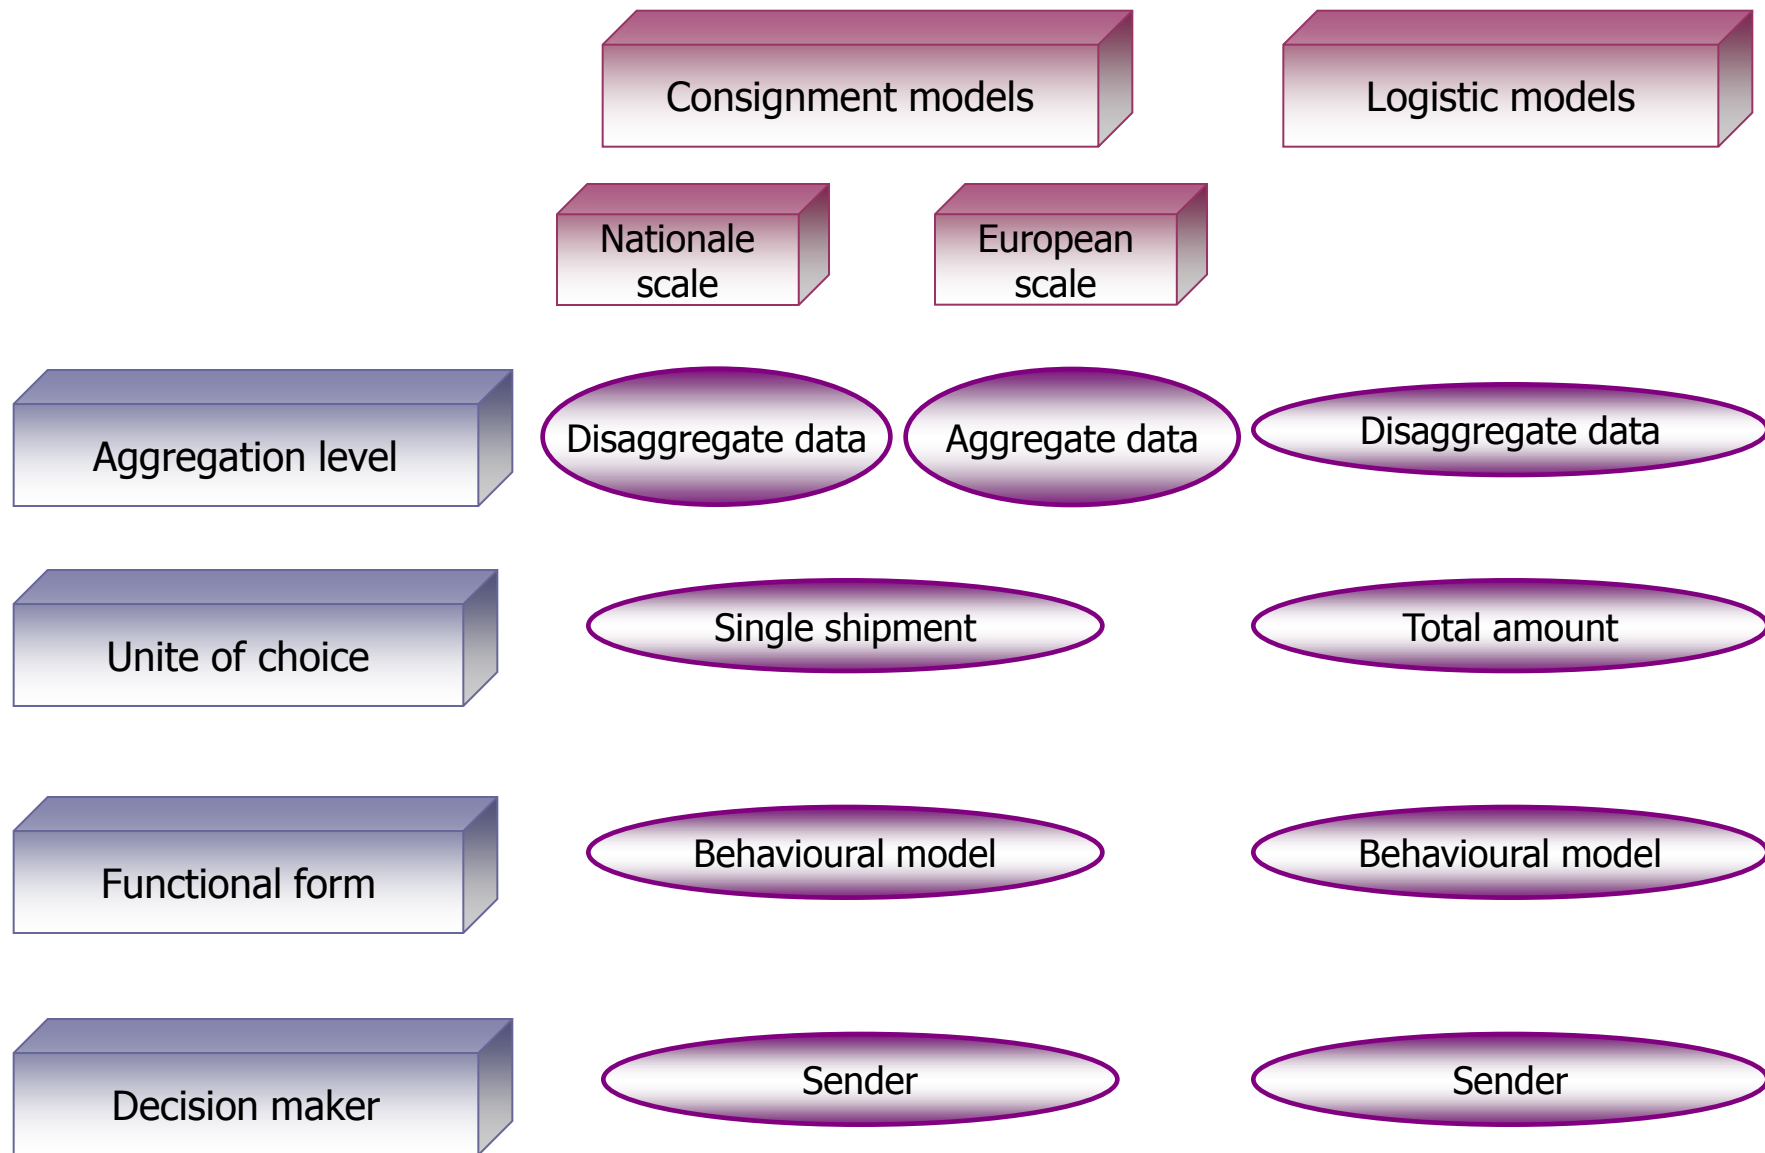 Consignment models
Logistic models
Nationale
scale
European
scale
Aggregation level
Disaggregate data
Aggregate data
Disaggregate data
Unite of choice
Single shipment
Total amount
Functional form
Behavioural model
Behavioural model
Decision maker
Sender
Sender